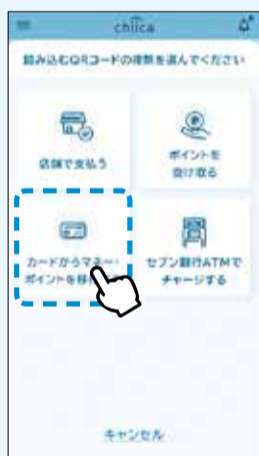 chiica
読み込むQRコードの種類を選んでください
店舗で支払う
ポイントを
受け取る
カードからマネー・
ポイントを移
セブン銀行ATMで
チャージする
キャンセル